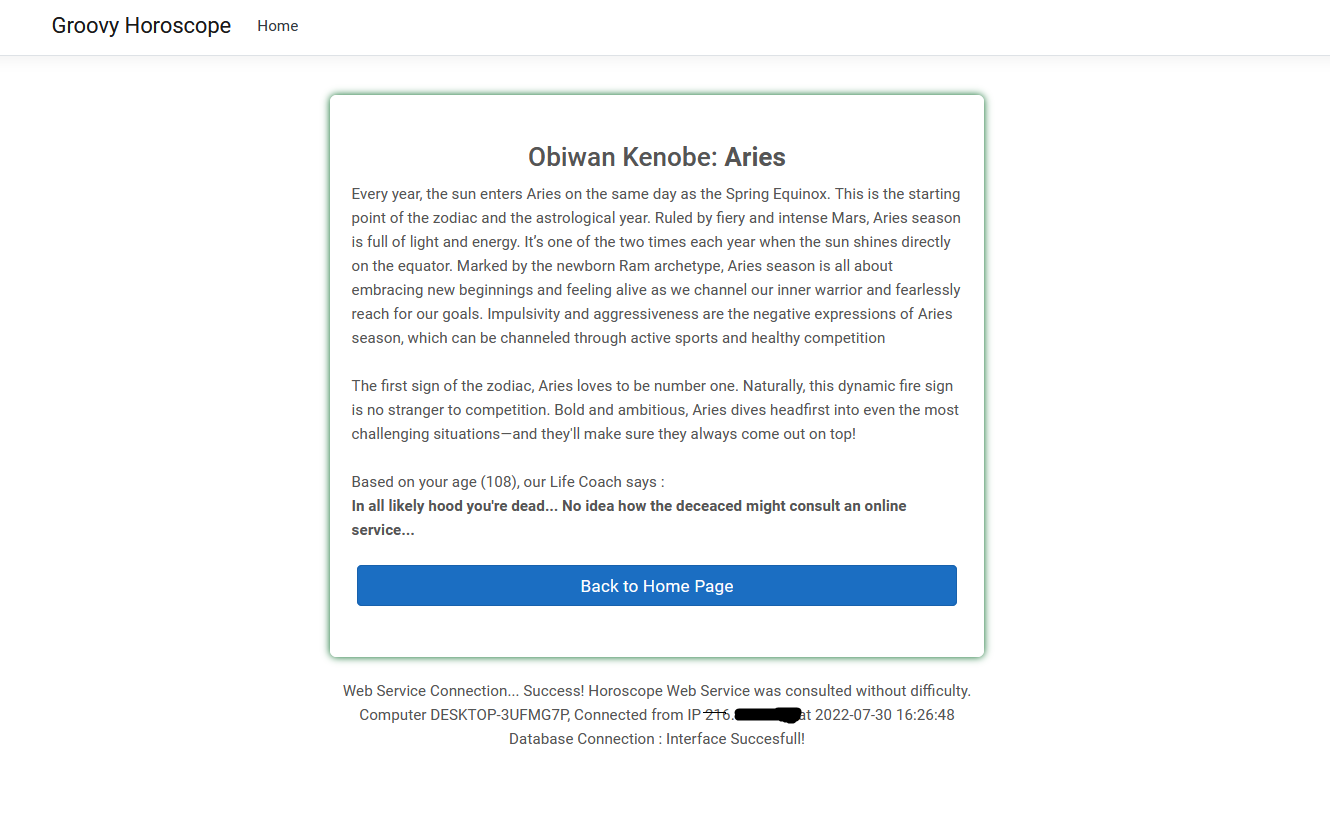 Groovy Horoscope Home
Obiwan Kenobe: Aries
Every year, the sun enters Aries on the same day as the Spring Equinox. This is the starting
point of the zodiac and the astrological year. Ruled by fiery and intense Mars, Aries season
is full of light and energy. It’s one of the two times each year when the sun shines directly
on the equator. Marked by the newborn Ram archetype, Aries season is all about
embracing new beginnings and feeling alive as we channel our inner warrior and fearlessly
reach for our goals. Impulsivity and aggressiveness are the negative expressions of Aries
season, which can be channeled through active sports and healthy competition
The first sign of the zodiac, Aries loves to be number one. Naturally, this dynamic fire sign
is no stranger to competition. Bold and ambitious, Aries dives headfirst into even the most
challenging situations—and they'll make sure they always come out on top!
Based on your age (108), our Life Coach says :
In all likely hood you're dead... No idea how the deceaced might consult an online
service...
Back to Home Page
Web Service Connection... Success! Horoscope Web Service was consulted without difficulty.
Computer DESKTOP-3UFMG7P, Connected from IP 216. at 2022-07-30 16:26:48
Database Connection : Interface Succesfull!